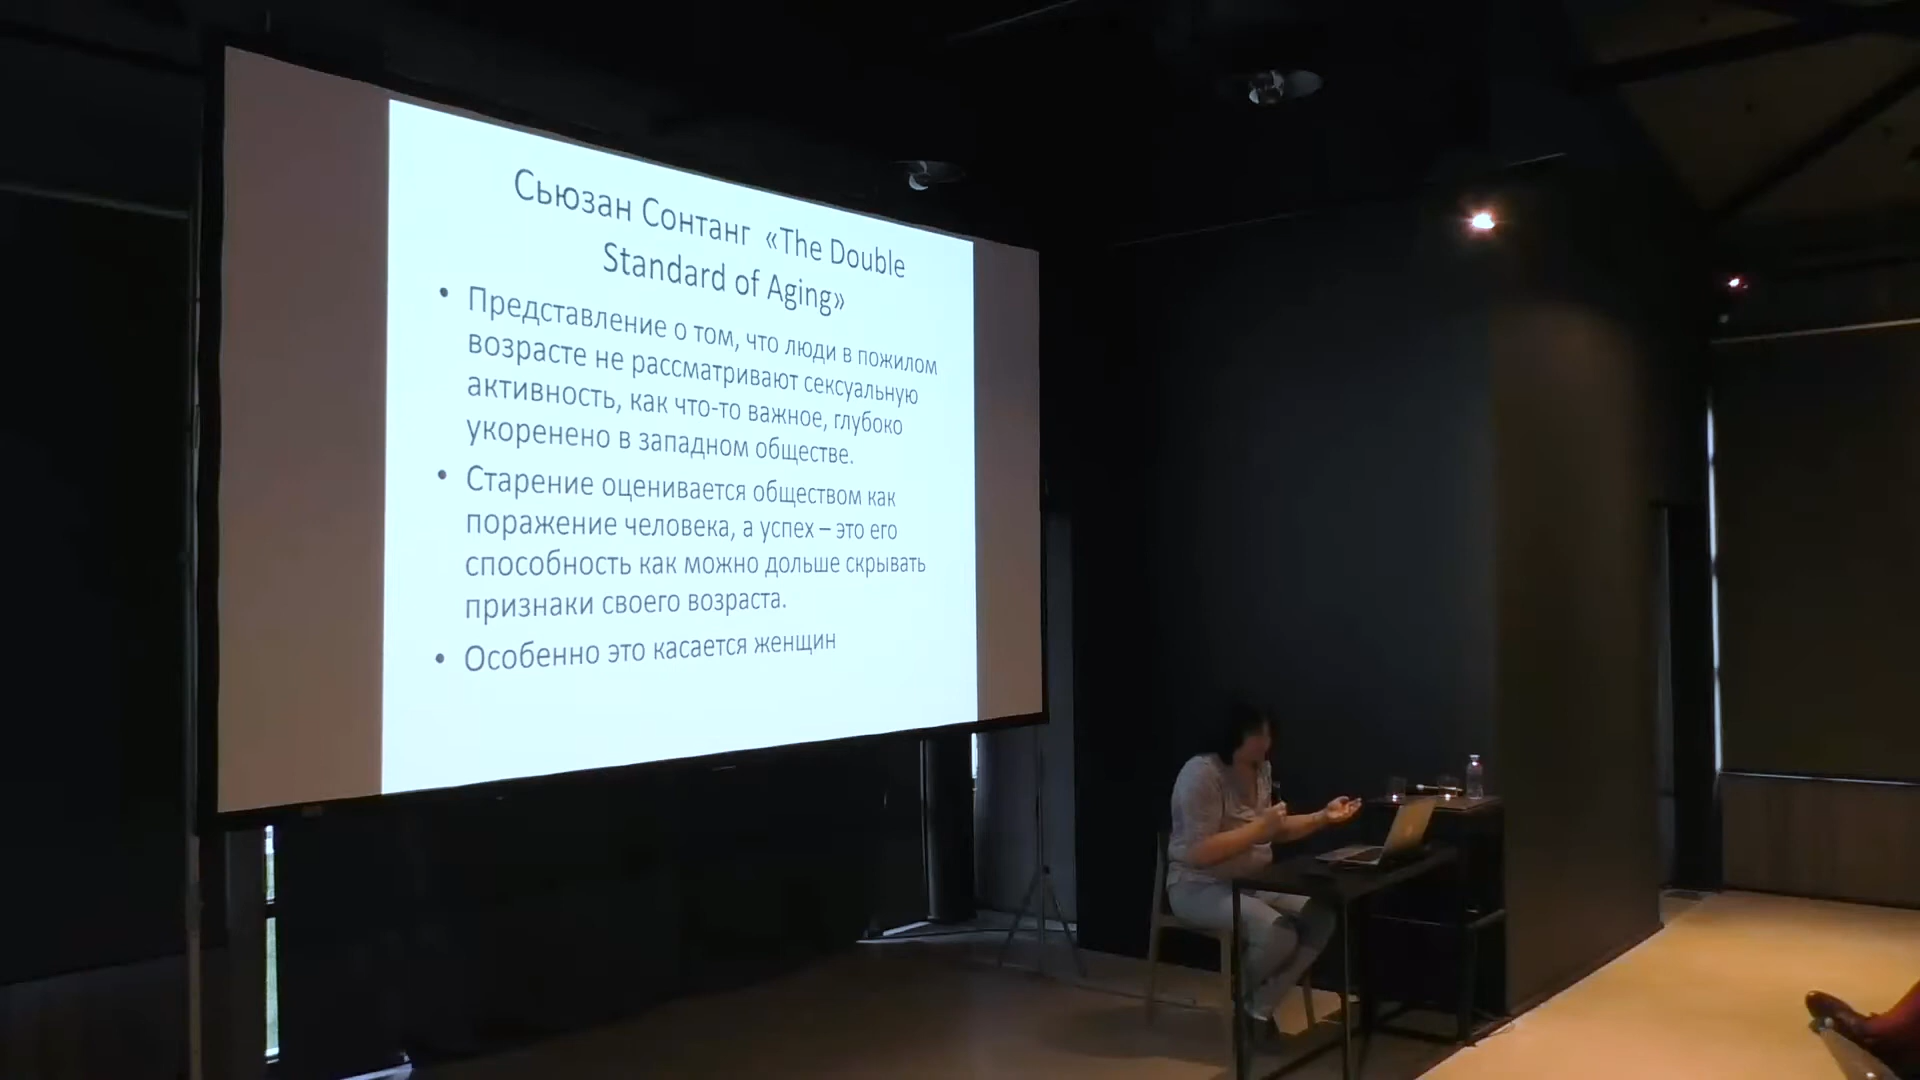 Сьюзан Сонтанг «The Double
Standard of Aging»
• Представление о том, что люди в пожилом
возрасте не рассматривают сексуальную
активность, как что-то важное, глубоко
укоренено в западном обществе.
• Старение оценивается обществом как
поражение человека, а успех – это его
способность как можно дольше скрывать
признаки своего возраста.
• Особенно это касается женщин